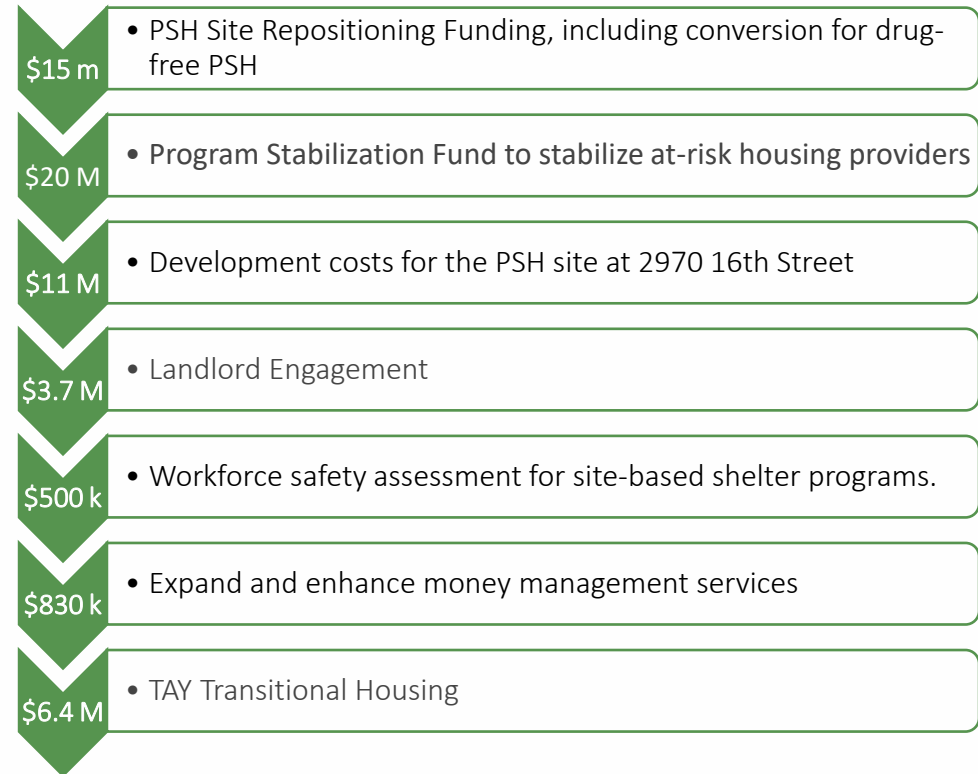 $15 m
• PSH Site Repositioning Funding, including conversion for drug-
free PSH
$20 M
• Program Stabilization Fund to stabilize at-risk housing providers
$11 M
• Development costs for the PSH site at 2970 16th Street
$3.7 M
• Landlord Engagement
$500 k
• Workforce safety assessment for site-based shelter programs.
$830 k
• Expand and enhance money management services
$6.4 M
• TAY Transitional Housing